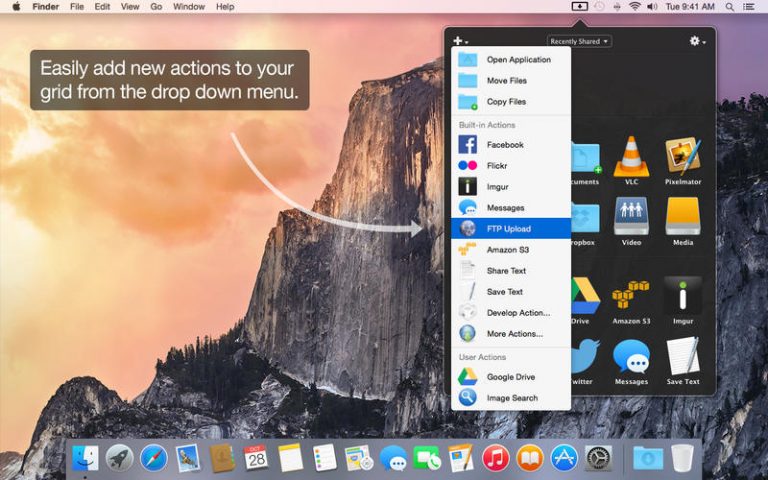 Finder File Edit View Go Window Help
Tue 9:41 AM
Easily add new actions to your
grid from the drop down menu.
Recently Shared
Open Application
Move Files
Copy Files
Built-in Actions
Facebook
Flickr
Imgur
Messages
FTP Upload
Amazon S3
Share Text
Save Text
Develop Action...
More Actions...
User Actions
Google Drive
Image Search
cuments VLC Pixelmator
opbox Video Media
Drive Amazon S3 Imgur
witter Messages Save Text
OCT
28